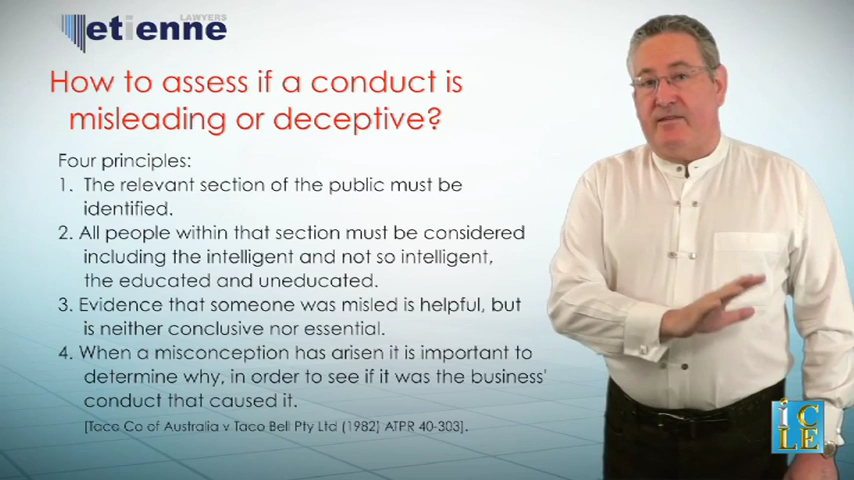 LAWYERS
etienne
How to assess if a conduct is
misleading or deceptive?
Four principles:
1. The relevant section of the public must be
identified.
2. All people within that section must be considered
including the intelligent and not so intelligent,
the educated and uneducated.
3. Evidence that someone was misled is helpful, but
is neither conclusive nor essential.
4. When a misconception has arisen it is important to
determine why, in order to see if it was the business'
conduct that caused it.
[Taco Co of Australia v Taco Bell Pty Ltd (1982) ATPR 40-303].
iC
LE